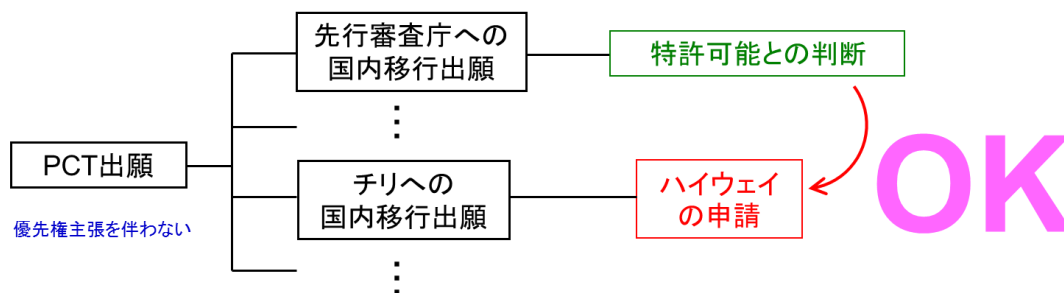 先行審査庁への
国内移行出願
特許可能との判断
PCT出願
優先権主張を伴わない
チリへの
国内移行出願
ハイウェイ
の申請
OK